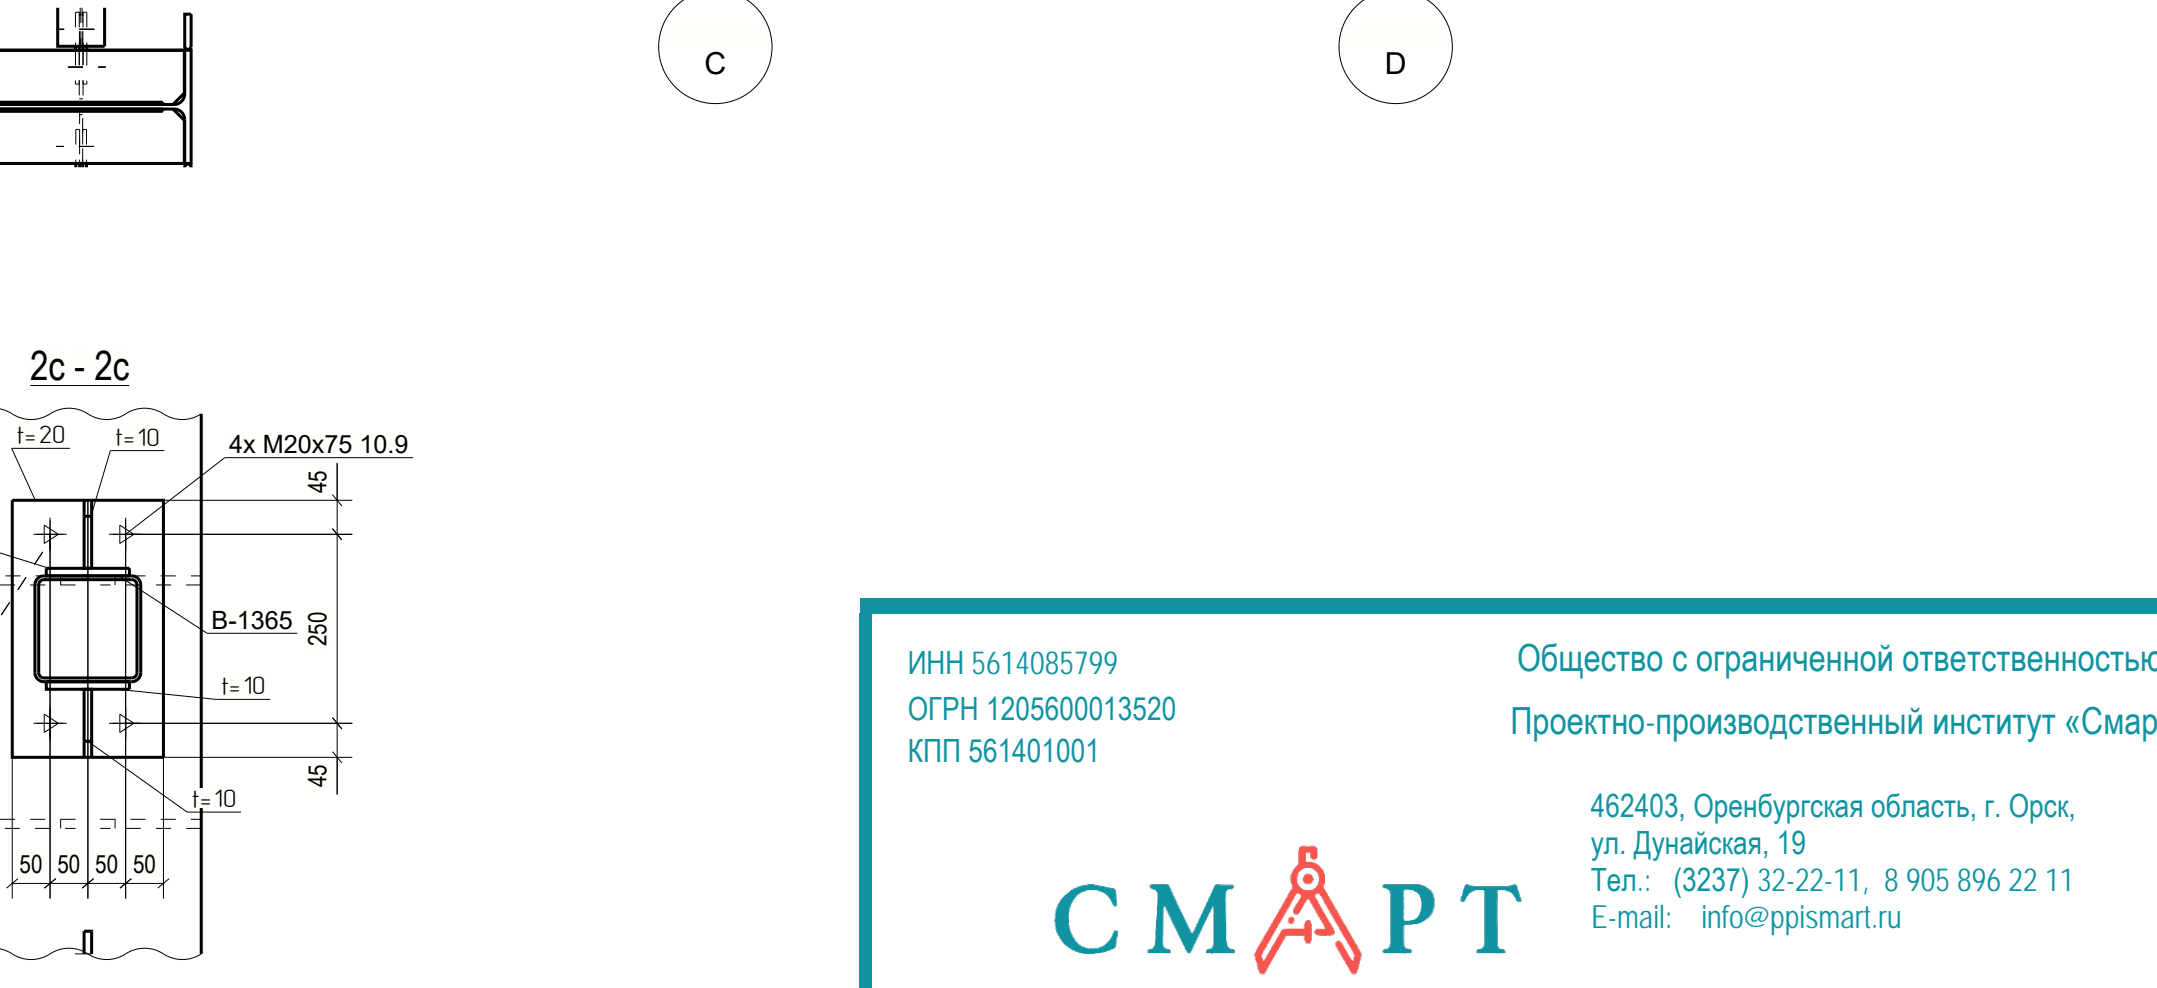 C
D
2с - 2с
t=20
t=10
4x M20x75 10.9
45
B-1365
250
t=10
45
t=10
50 50 50 50
ИНН 5614085799
ОГРН 1205600013520
КПП 561401001
Общество с ограниченной ответственностью
Проектно-производственный институт «Смар
462403, Оренбургская область, г. Орск,
ул. Дунайская, 19
Тел.: (3237) 32-22-11, 8 905 896 22 11
E-mail: info@ppismart.ru
СМАРТ